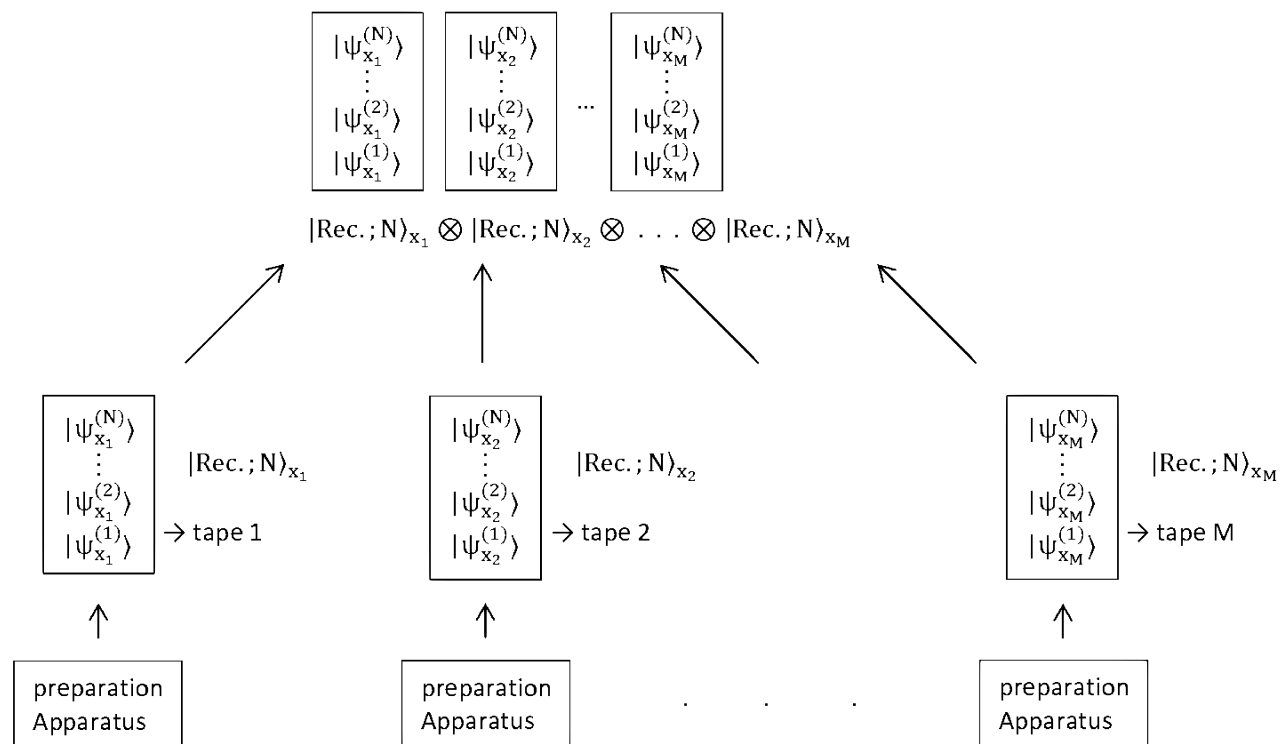 |ψ_{x_1}^{(N)}⟩ |ψ_{x_2}^{(N)}⟩ |ψ_{x_M}^{(N)}⟩
⋮ ⋮ ⋮
|ψ_{x_1}^{(2)}⟩ |ψ_{x_2}^{(2)}⟩ ... |ψ_{x_M}^{(2)}⟩
|ψ_{x_1}^{(1)}⟩ |ψ_{x_2}^{(1)}⟩ |ψ_{x_M}^{(1)}⟩
|Rec.; N⟩_{x_1} ⊗ |Rec.; N⟩_{x_2} ⊗ . . . ⊗ |Rec.; N⟩_{x_M}
|ψ_{x_1}^{(N)}⟩
⋮
|ψ_{x_1}^{(2)}⟩
|ψ_{x_1}^{(1)}⟩
|Rec.; N⟩_{x_1}
→ tape 1
|ψ_{x_2}^{(N)}⟩
⋮
|ψ_{x_2}^{(2)}⟩
|ψ_{x_2}^{(1)}⟩
|Rec.; N⟩_{x_2}
→ tape 2
|ψ_{x_M}^{(N)}⟩
⋮
|ψ_{x_M}^{(2)}⟩
|ψ_{x_M}^{(1)}⟩
|Rec.; N⟩_{x_M}
→ tape M
preparation
Apparatus
preparation
Apparatus
. . .
preparation
Apparatus